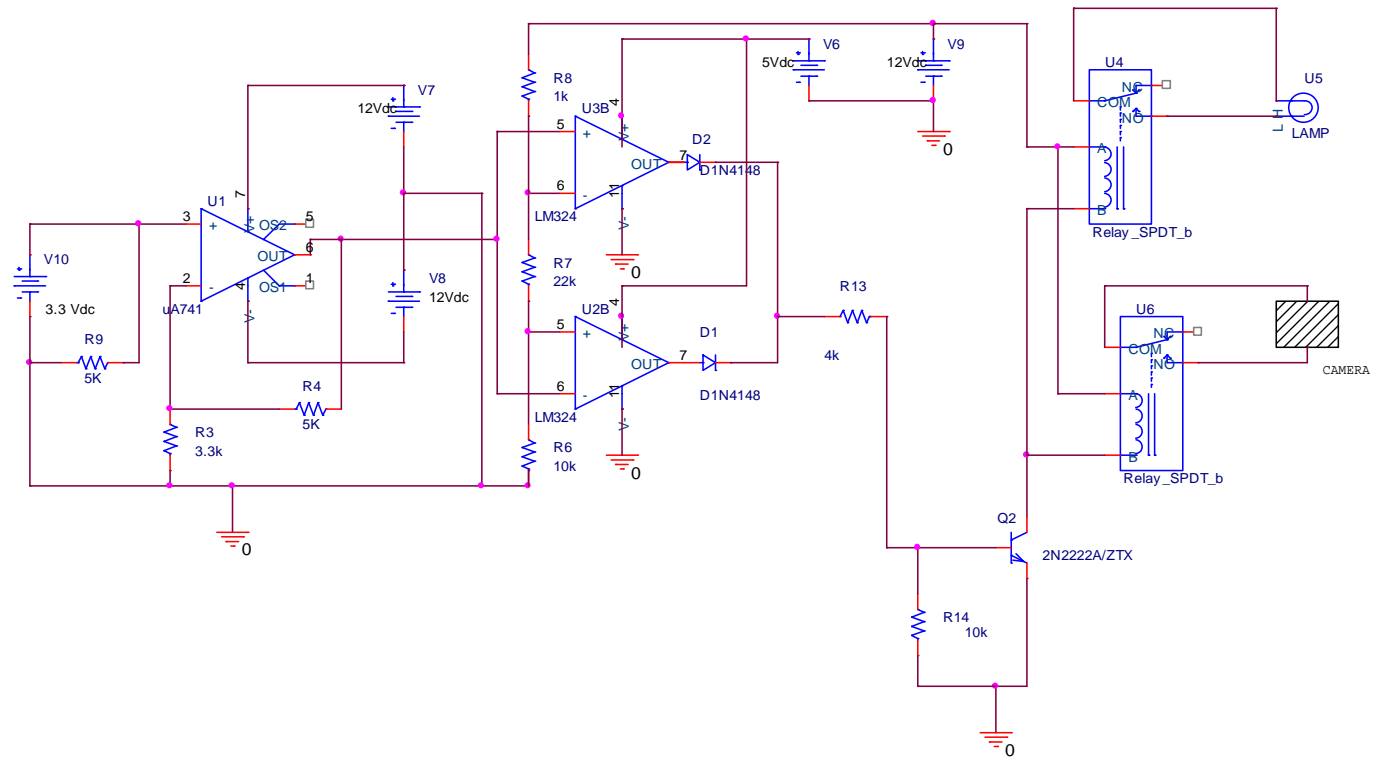 V6
5Vdc
V9
12Vdc
U4
NC
COM
NO
A
B
Relay_SPDT_b
U5
L H
LAMP
R8
1k
U3B
4
V+
5
+
6
-
OUT
7
11
V-
LM324
0
D2
D1N4148
0
V7
12Vdc
V8
12Vdc
U1
7
V+
3
+
2
-
OS2
5
OUT
6
OS1
1
4
V-
uA741
V10
3.3 Vdc
R9
5K
R4
5K
R3
3.3k
0
R7
22k
U2B
4
V+
5
+
6
-
OUT
7
11
V-
LM324
0
D1
D1N4148
R6
10k
R13
4k
U6
NC
COM
NO
A
B
Relay_SPDT_b
CAMERA
Q2
2N2222A/ZTX
R14
10k
0